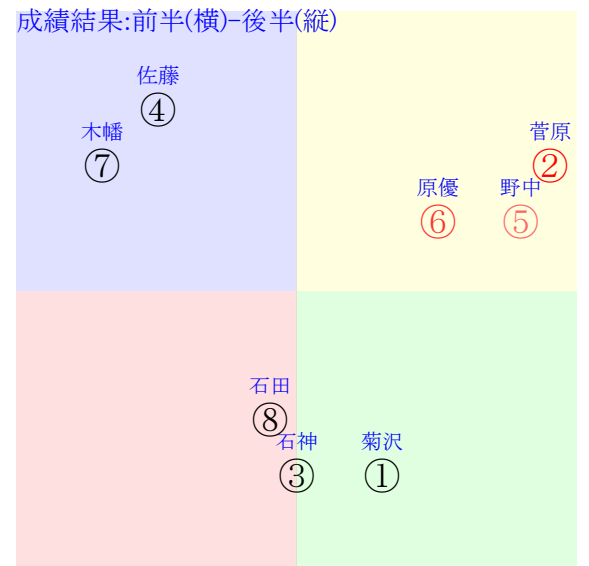 成績結果:前半(横)−後半(縦)
佐藤
④
木幡
⑦
菅原
②
原優
⑥
野中
⑤
石田
⑧
石神
③
菊沢
①